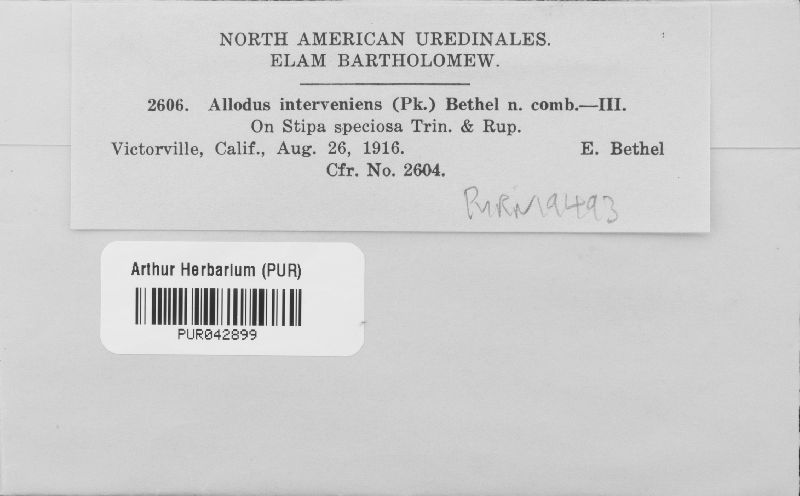 NORTH AMERICAN UREDINALES.
ELAM BARTHOLOMEW.
2606. Allodus interveniens (Pk.) Bethel n. comb.—III.
On Stipa speciosa Trin. & Rup.
Victorville, Calif., Aug. 26, 1916. E. Bethel
Cfr. No. 2604.
PURN19493
Arthur Herbarium (PUR)
PUR042899